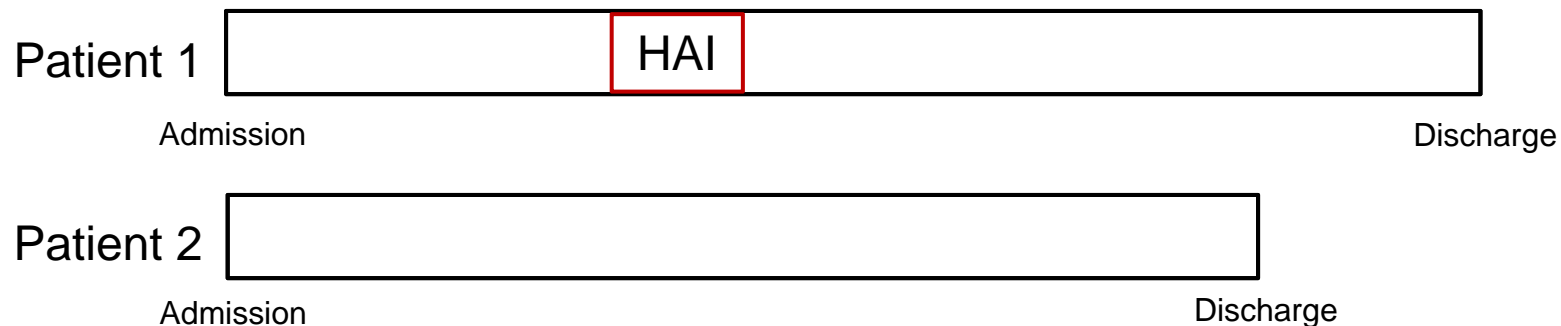 Patient 1 HAI
Admission Discharge
Patient 2
Admission Discharge